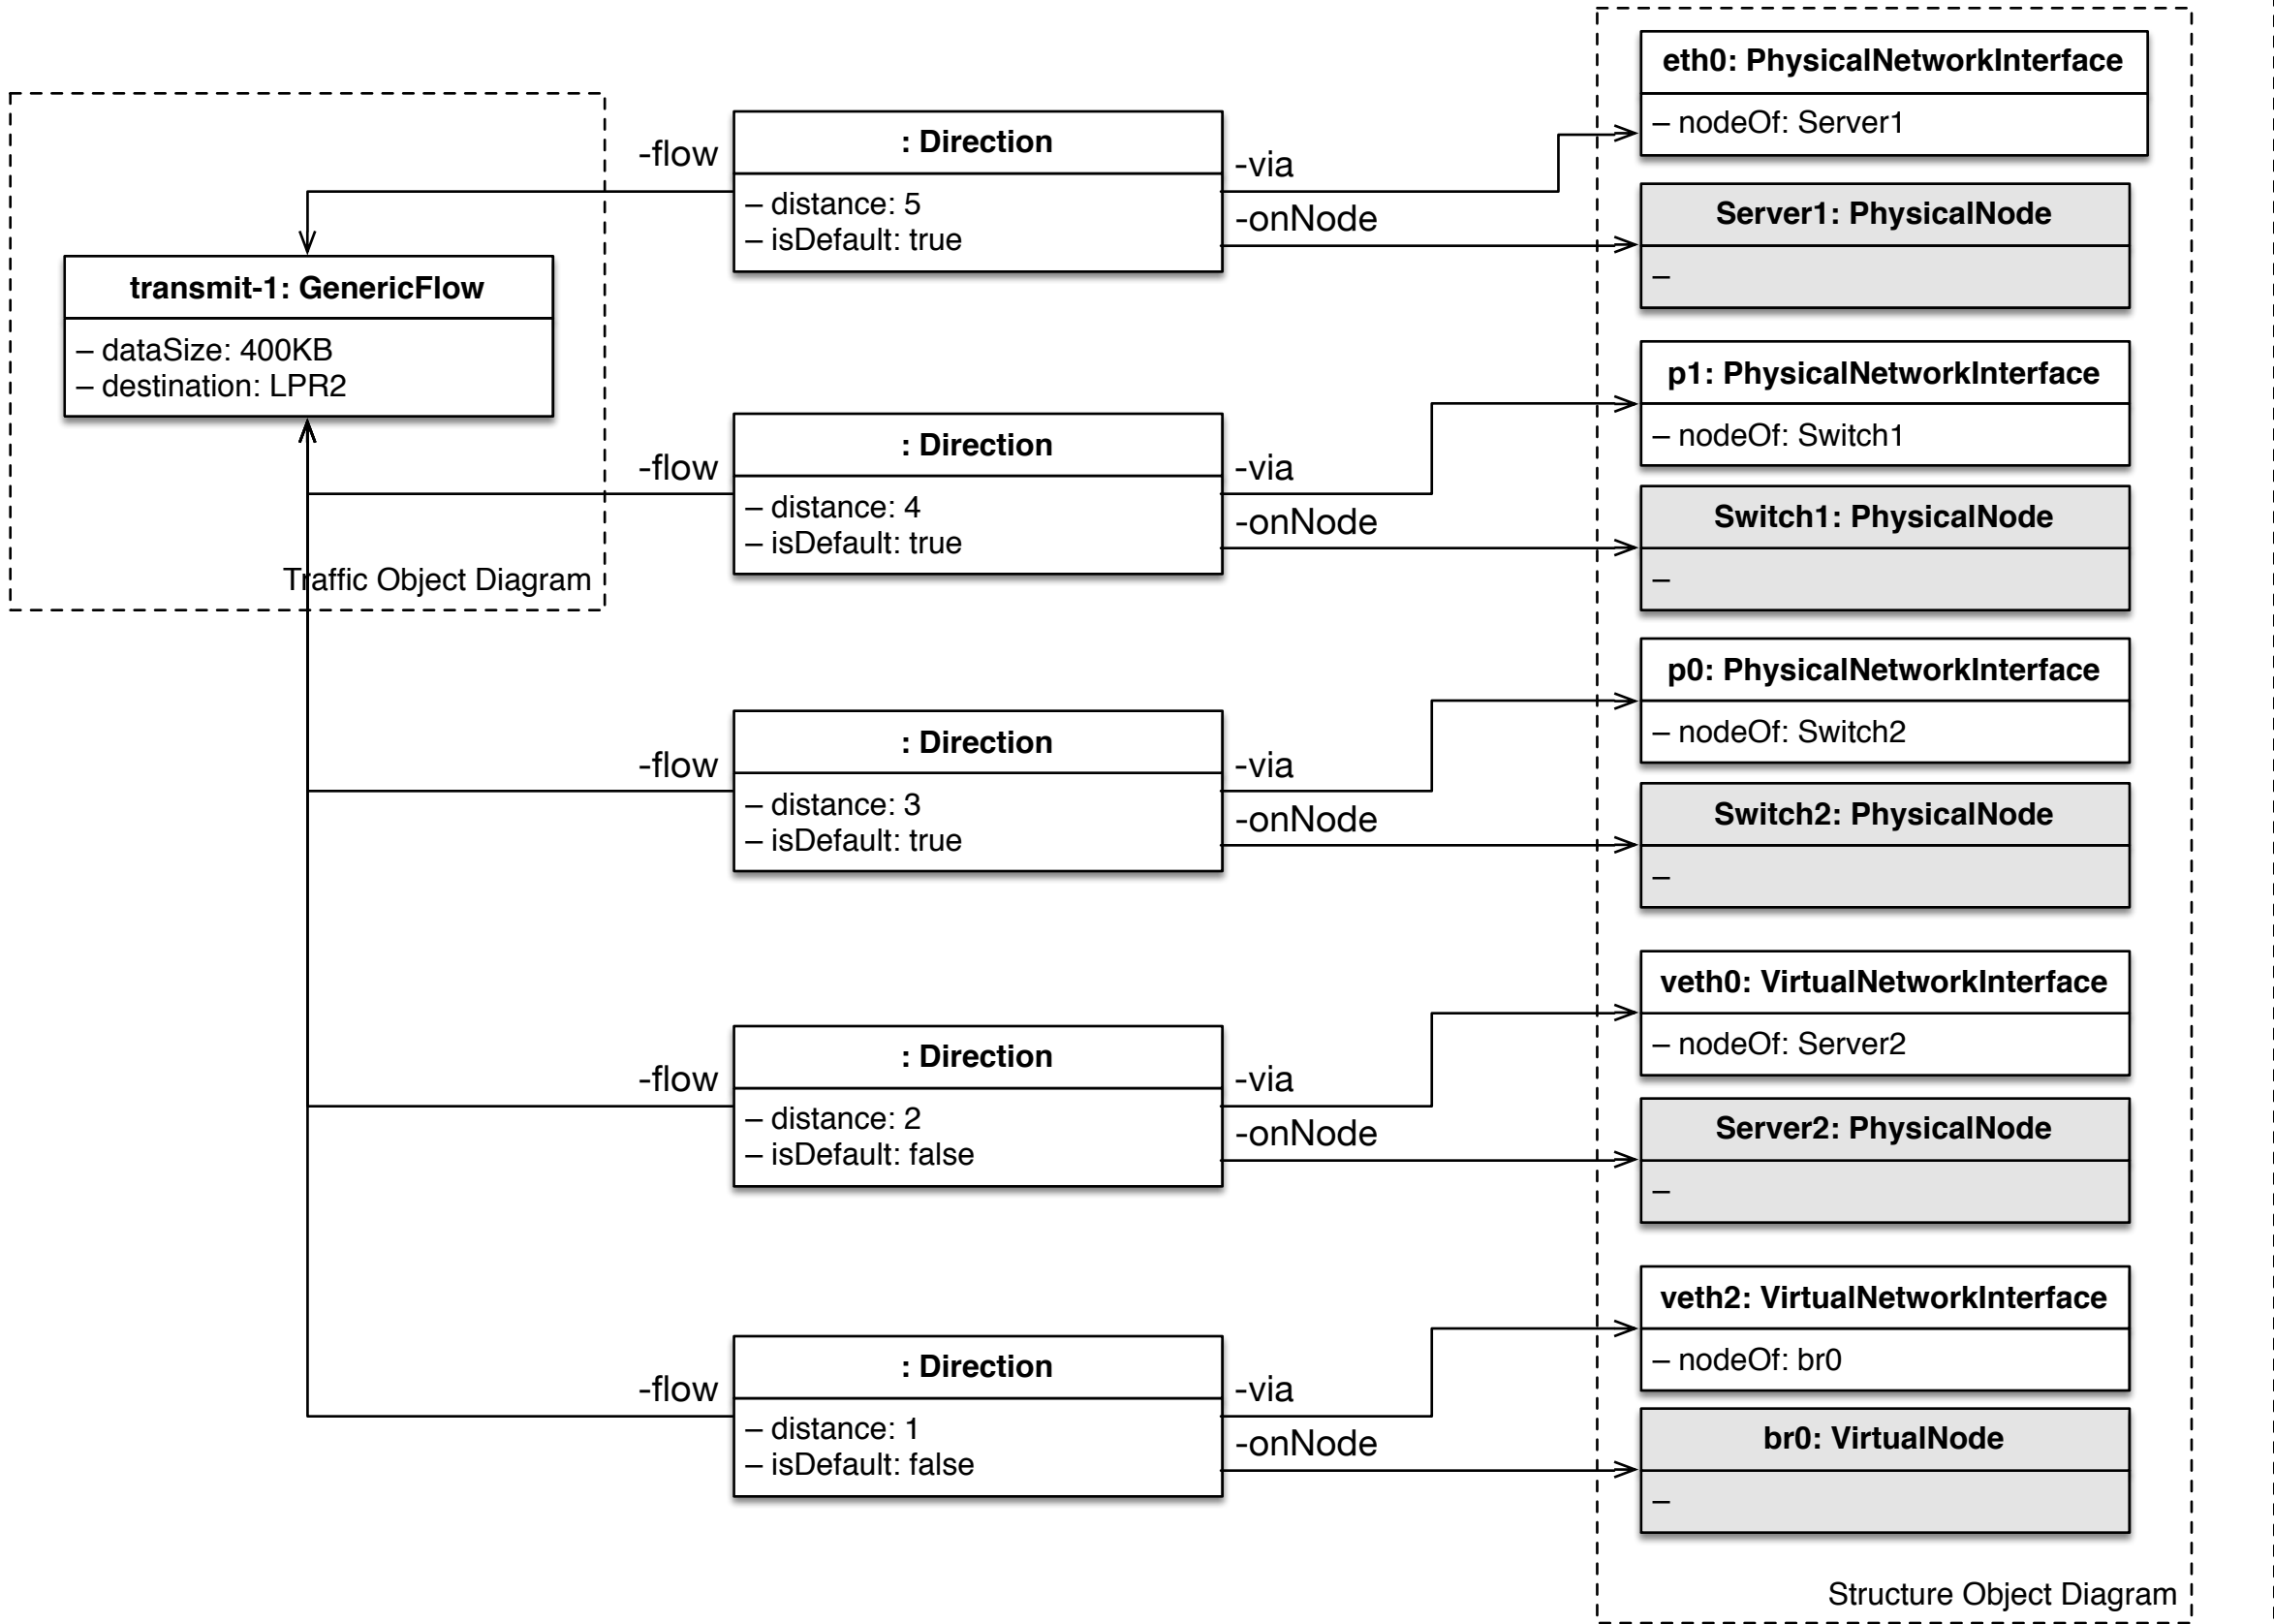 transmit-1: GenericFlow
– dataSize: 400KB
– destination: LPR2
Traffic Object Diagram
-flow
: Direction
– distance: 5
– isDefault: true
-via
-onNode
eth0: PhysicalNetworkInterface
– nodeOf: Server1
Server1: PhysicalNode
–
-flow
: Direction
– distance: 4
– isDefault: true
-via
-onNode
p1: PhysicalNetworkInterface
– nodeOf: Switch1
Switch1: PhysicalNode
–
-flow
: Direction
– distance: 3
– isDefault: true
-via
-onNode
p0: PhysicalNetworkInterface
– nodeOf: Switch2
Switch2: PhysicalNode
–
-flow
: Direction
– distance: 2
– isDefault: false
-via
-onNode
veth0: VirtualNetworkInterface
– nodeOf: Server2
Server2: PhysicalNode
–
-flow
: Direction
– distance: 1
– isDefault: false
-via
-onNode
veth2: VirtualNetworkInterface
– nodeOf: br0
br0: VirtualNode
–
Structure Object Diagram